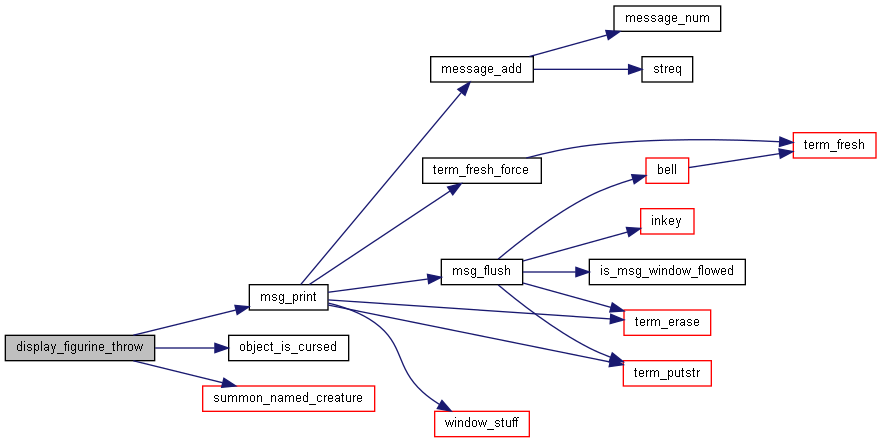 message_num
message_add
streq
term_fresh
term_fresh_force
bell
inkey
msg_flush
is_msg_window_flowed
msg_print
term_erase
display_figurine_throw
object_is_cursed
term_putstr
summon_named_creature
window_stuff